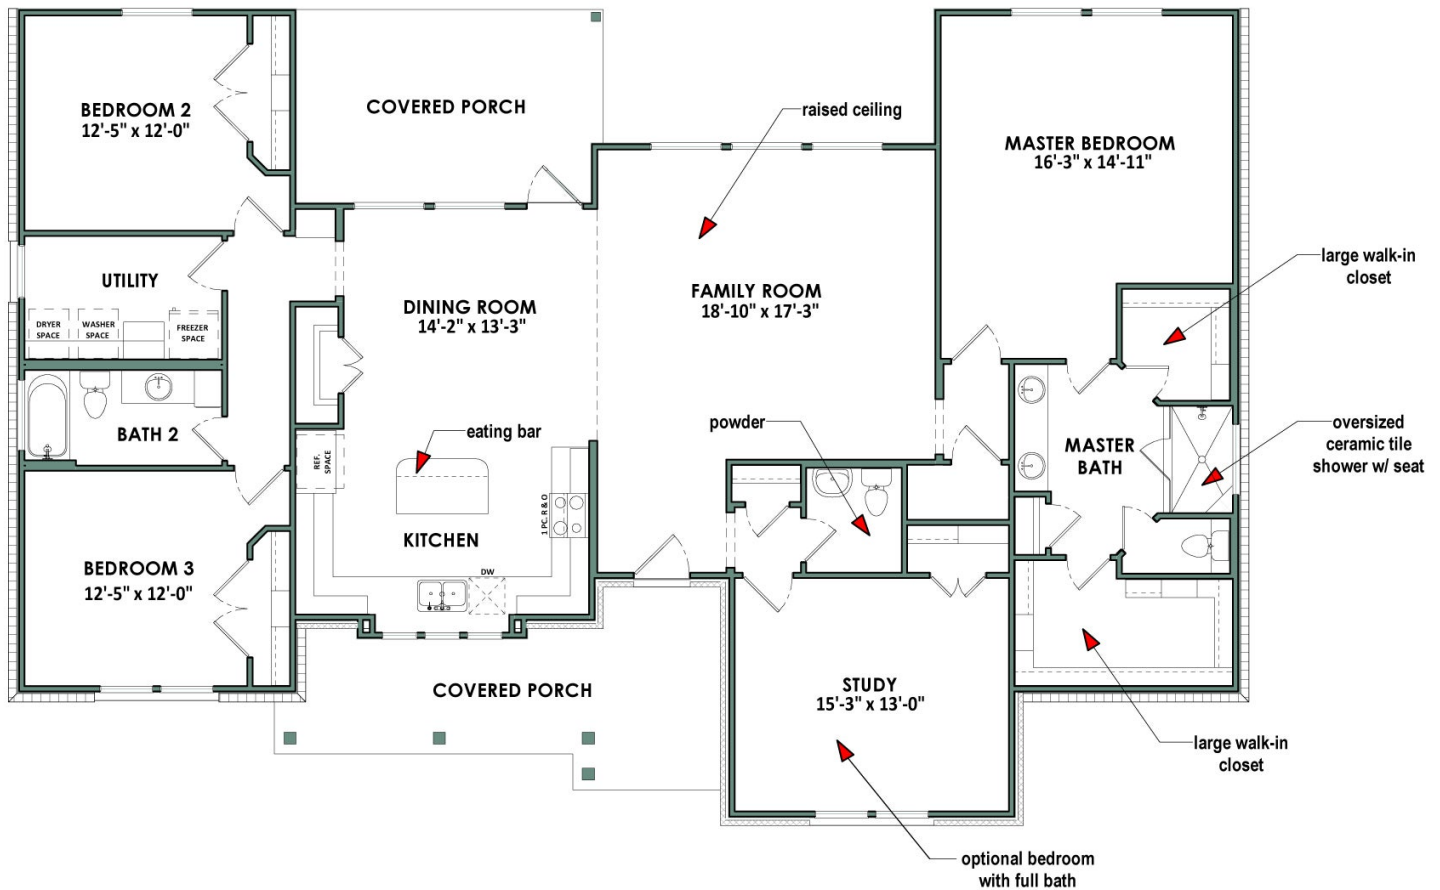 BEDROOM 2
12'-5" x 12'-0"
COVERED PORCH
raised ceiling
MASTER BEDROOM
16'-3" x 14'-11"
UTILITY
DRYER
SPACE
WASHER
SPACE
FREEZER
SPACE
DINING ROOM
14'-2" x 13'-3"
FAMILY ROOM
18'-10" x 17'-3"
large walk-in
closet
BATH 2
eating bar
powder
MASTER
BATH
oversized
ceramic tile
shower w/ seat
REF.
SPACE
1 PC. R & O
KITCHEN
DW
BEDROOM 3
12'-5" x 12'-0"
COVERED PORCH
STUDY
15'-3" x 13'-0"
large walk-in
closet
optional bedroom
with full bath